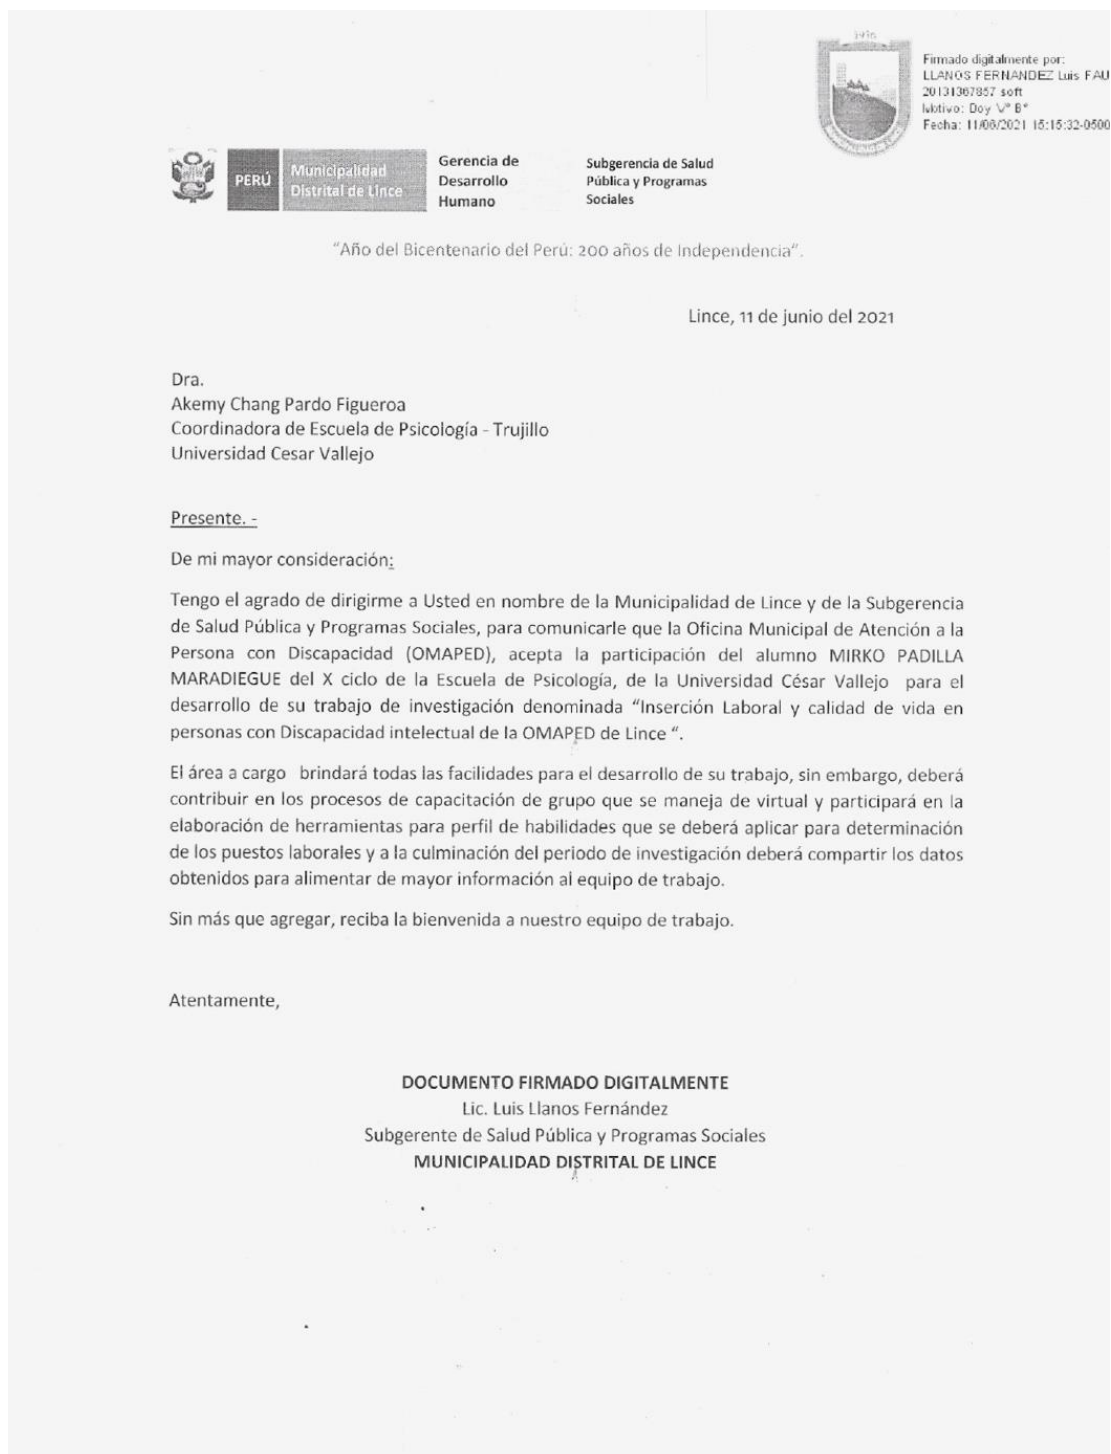 1936
Firmado digitalmente por:
LLANOS FERNANDEZ Luis FAU
20131367857 soft
Motivo: Doy V° B°
Fecha: 11/06/2021 15:15:32-0500
PERÚ
Municipalidad
Distrital de Lince
Gerencia de
Desarrollo
Humano
Subgerencia de Salud
Pública y Programas
Sociales
"Año del Bicentenario del Perú: 200 años de Independencia".
Lince, 11 de junio del 2021
Dra.
Akemy Chang Pardo Figueroa
Coordinadora de Escuela de Psicología - Trujillo
Universidad Cesar Vallejo
Presente. -
De mi mayor consideración:
Tengo el agrado de dirigirme a Usted en nombre de la Municipalidad de Lince y de la Subgerencia
de Salud Pública y Programas Sociales, para comunicarle que la Oficina Municipal de Atención a la
Persona con Discapacidad (OMAPED), acepta la participación del alumno MIRKO PADILLA
MARADIEGUE del X ciclo de la Escuela de Psicología, de la Universidad César Vallejo para el
desarrollo de su trabajo de investigación denominada "Inserción Laboral y calidad de vida en
personas con Discapacidad intelectual de la OMAPED de Lince ".
El área a cargo brindará todas las facilidades para el desarrollo de su trabajo, sin embargo, deberá
contribuir en los procesos de capacitación de grupo que se maneja de virtual y participará en la
elaboración de herramientas para perfil de habilidades que se deberá aplicar para determinación
de los puestos laborales y a la culminación del periodo de investigación deberá compartir los datos
obtenidos para alimentar de mayor información al equipo de trabajo.
Sin más que agregar, reciba la bienvenida a nuestro equipo de trabajo.
Atentamente,
DOCUMENTO FIRMADO DIGITALMENTE
Lic. Luis Llanos Fernández
Subgerente de Salud Pública y Programas Sociales
MUNICIPALIDAD DISTRITAL DE LINCE